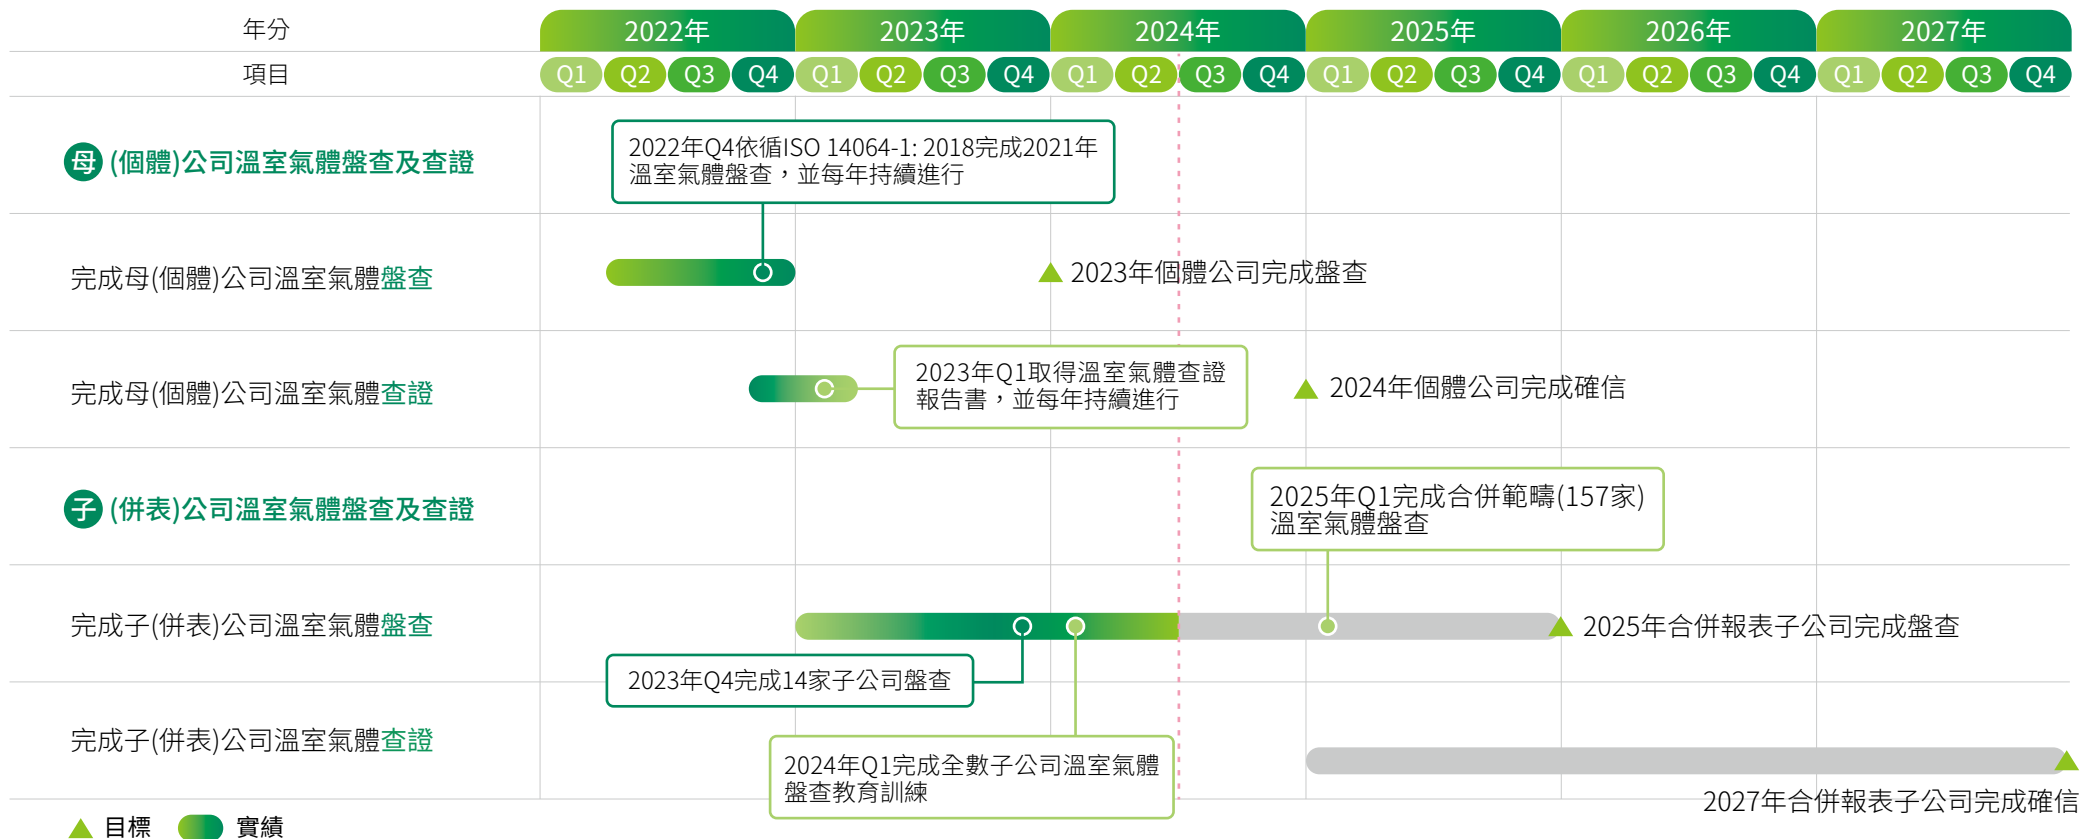 年分
2022年 2023年 2024年 2025年 2026年 2027年
項目
Q1 Q2 Q3 Q4 Q1 Q2 Q3 Q4 Q1 Q2 Q3 Q4 Q1 Q2 Q3 Q4 Q1 Q2 Q3 Q4 Q1 Q2 Q3 Q4
母 (個體)公司溫室氣體盤查及查證
2022年Q4依循ISO 14064-1: 2018完成2021年
溫室氣體盤查，並每年持續進行
完成母(個體)公司溫室氣體盤查
2023年個體公司完成盤查
完成母(個體)公司溫室氣體查證
2023年Q1取得溫室氣體查證
報告書，並每年持續進行
2024年個體公司完成確信
子 (併表)公司溫室氣體盤查及查證
2025年Q1完成合併範疇(157家)
溫室氣體盤查
完成子(併表)公司溫室氣體盤查
2025年合併報表子公司完成盤查
2023年Q4完成14家子公司盤查
完成子(併表)公司溫室氣體查證
2024年Q1完成全數子公司溫室氣體
盤查教育訓練
2027年合併報表子公司完成確信
目標 實績